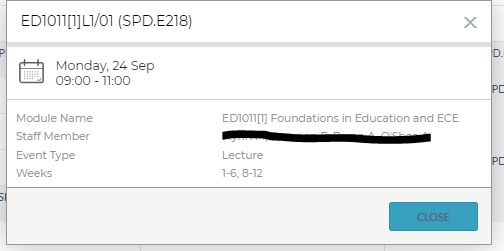 ED1011[1]L1/01 (SPD.E218)
Monday, 24 Sep
09:00 - 11:00
Module Name ED1011[1] Foundations in Education and ECE
Staff Member
Event Type Lecture
Weeks 1-6, 8-12
CLOSE